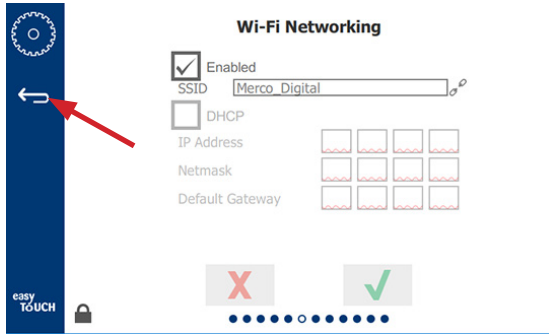 Wi-Fi Networking
Enabled
SSID Merco_Digital
DHCP
IP Address
Netmask
Default Gateway
X
easy
TOUCH